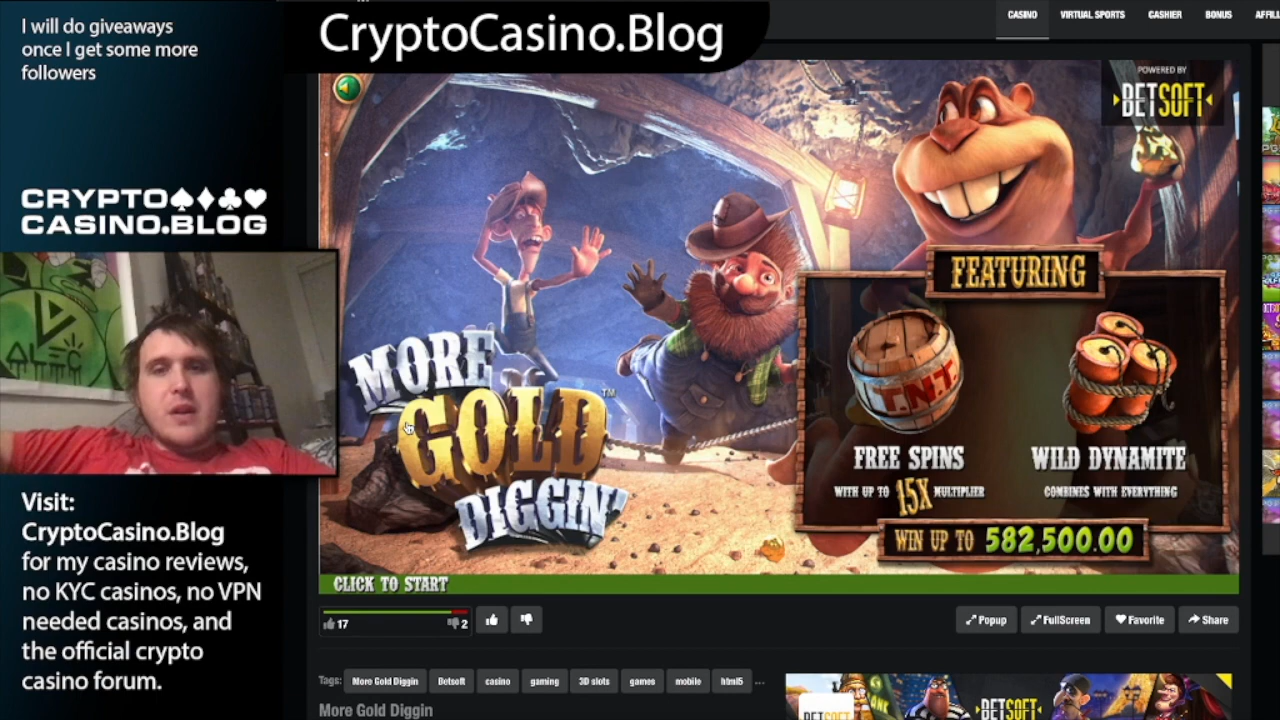 I will do giveaways
once I get some more
followers
CryptoCasino.Blog
CASINO VIRTUAL SPORTS CASHIER BONUS
CRYPTO
CASINO.BLOG
ALEC
Visit:
CryptoCasino.Blog
for my casino reviews,
no KYC casinos, no VPN
needed casinos, and
the official crypto
casino forum.
POWERED BY
BETSOFT
MORE
GOLD™
DIGGIN'
FEATURING
T.N.T.
FREE SPINS
WITH UP TO 15X MULTIPLIER
WILD DYNAMITE
COMBINES WITH EVERYTHING
WIN UP TO 582,500.00
CLICK TO START
17 2
Popup FullScreen Favorite Share
Tags: More Gold Diggin Betsoft casino gaming 3D slots games mobile html5 ...
More Gold Diggin
BETSOFT